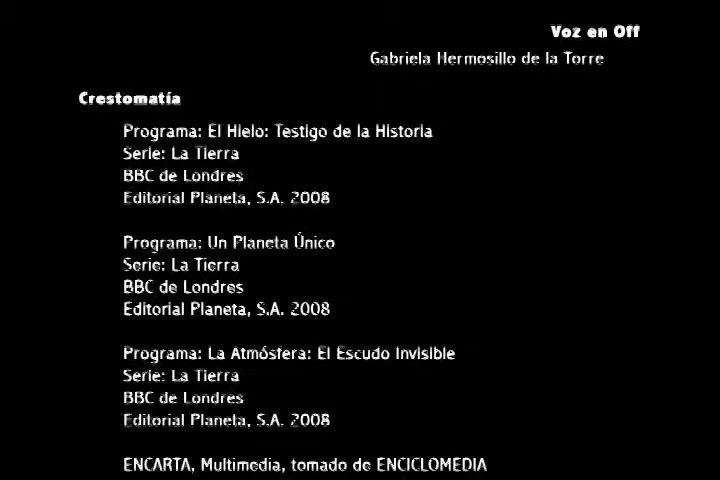 Voz en Off
Gabriela Hermosillo de la Torre
Crestomatía
Programa: El Hielo: Testigo de la Historia
Serie: La Tierra
BBC de Londres
Editorial Planeta, S.A. 2008
Programa: Un Planeta Único
Serie: La Tierra
BBC de Londres
Editorial Planeta, S.A. 2008
Programa: La Atmósfera: El Escudo Invisible
Serie: La Tierra
BBC de Londres
Editorial Planeta, S.A. 2008
ENCARTA, Multimedia, tomado de ENCICLOMEDIA